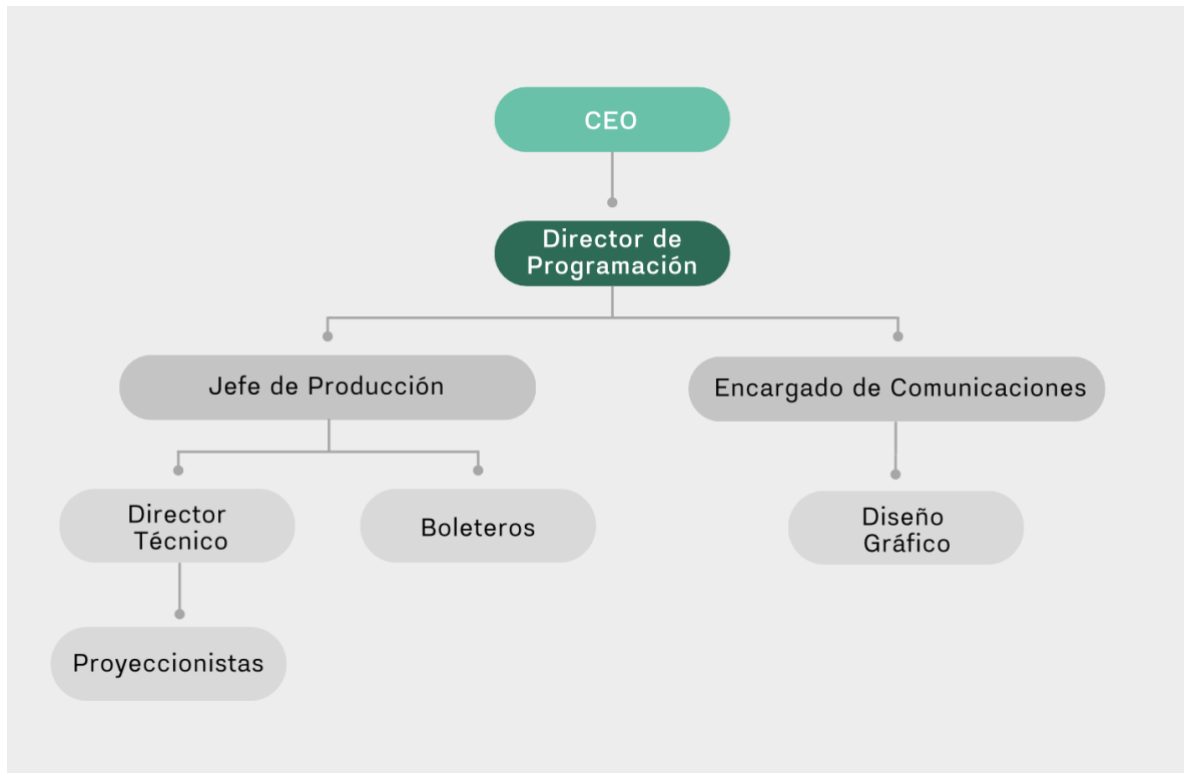 CEO
Director de
Programación
Jefe de Producción
Encargado de Comunicaciones
Director
Técnico
Boleteros
Diseño
Gráfico
Proyeccionistas